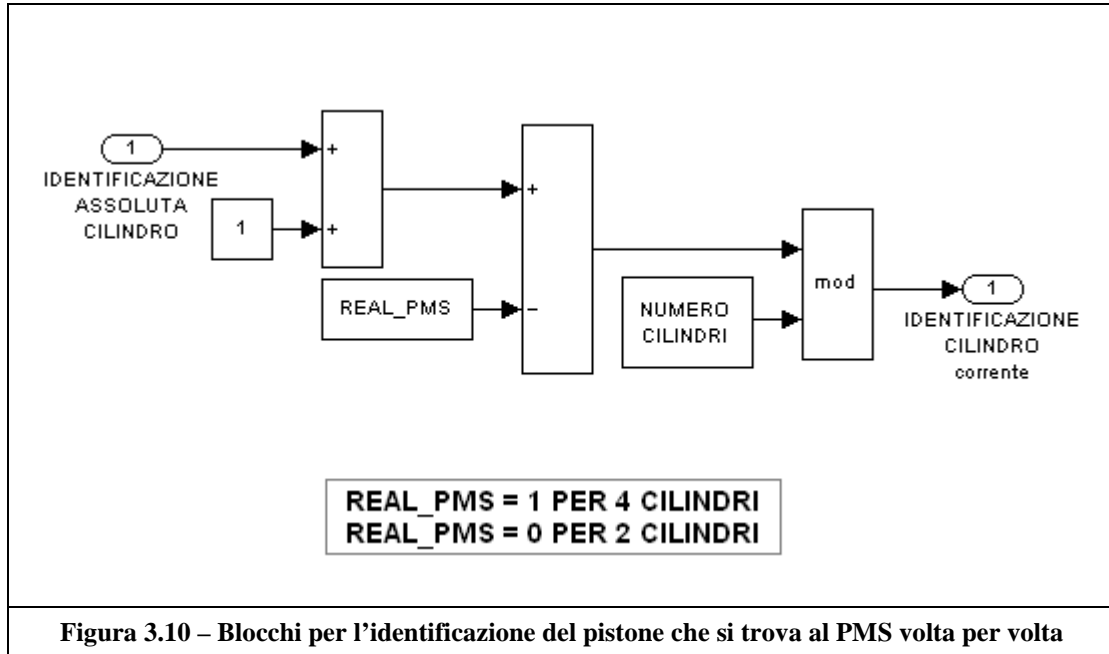 1
IDENTIFICAZIONE
ASSOLUTA
CILINDRO
1
+
+
REAL_PMS
+
−
NUMERO
CILINDRI
mod
1
IDENTIFICAZIONE
CILINDRO
corrente
REAL_PMS = 1 PER 4 CILINDRI
REAL_PMS = 0 PER 2 CILINDRI
Figura 3.10 – Blocchi per l’identificazione del pistone che si trova al PMS volta per volta